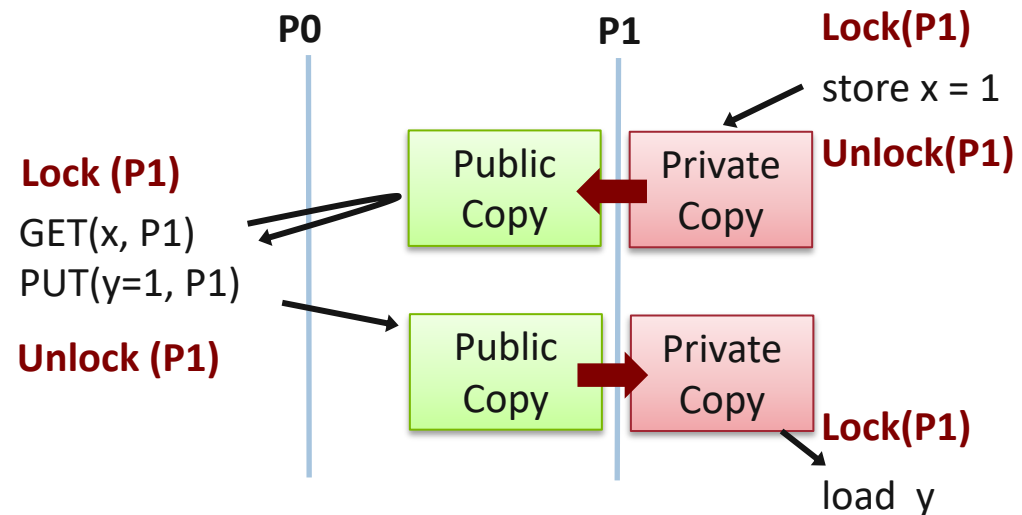 P0
P1
Lock(P1)
store x = 1
Unlock(P1)
Public
Copy
Private
Copy
Lock (P1)
GET(x, P1)
PUT(y=1, P1)
Unlock (P1)
Public
Copy
Private
Copy
Lock(P1)
load y